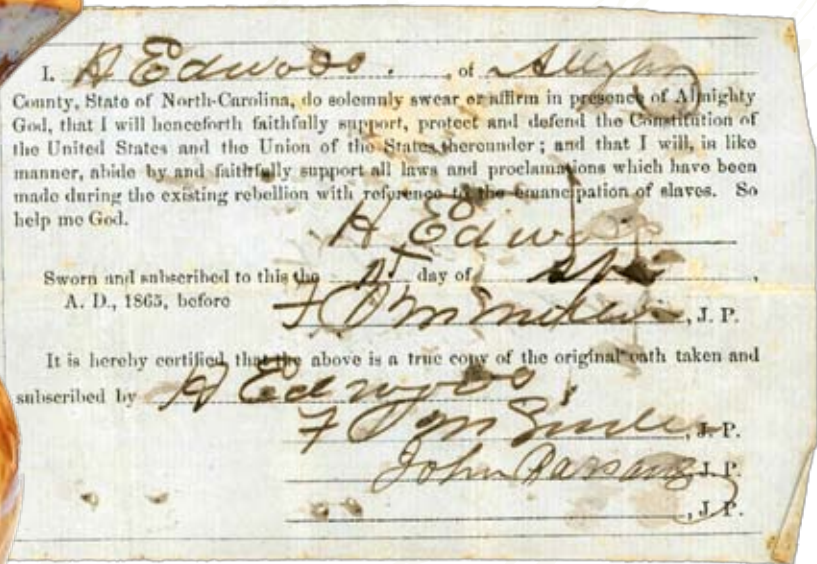 I, H Edwods. , of Alleghny
County, State of North-Carolina, do solemnly swear or affirm in presence of Almighty
God, that I will henceforth faithfully support, protect and defend the Constitution of
the United States and the Union of the States thereunder; and that I will, in like
manner, abide by and faithfully support all laws and proclamations which have been
made during the existing rebellion with reference to the emancipation of slaves. So
help me God.
H Edwods
Sworn and subscribed to this the day of ,
A. D., 1865, before , J. P.
It is hereby certified, that the above is a true copy of the original oath taken and
subscribed by H Edwods
, J. P.
John Parsons, J. P.
, J. P.